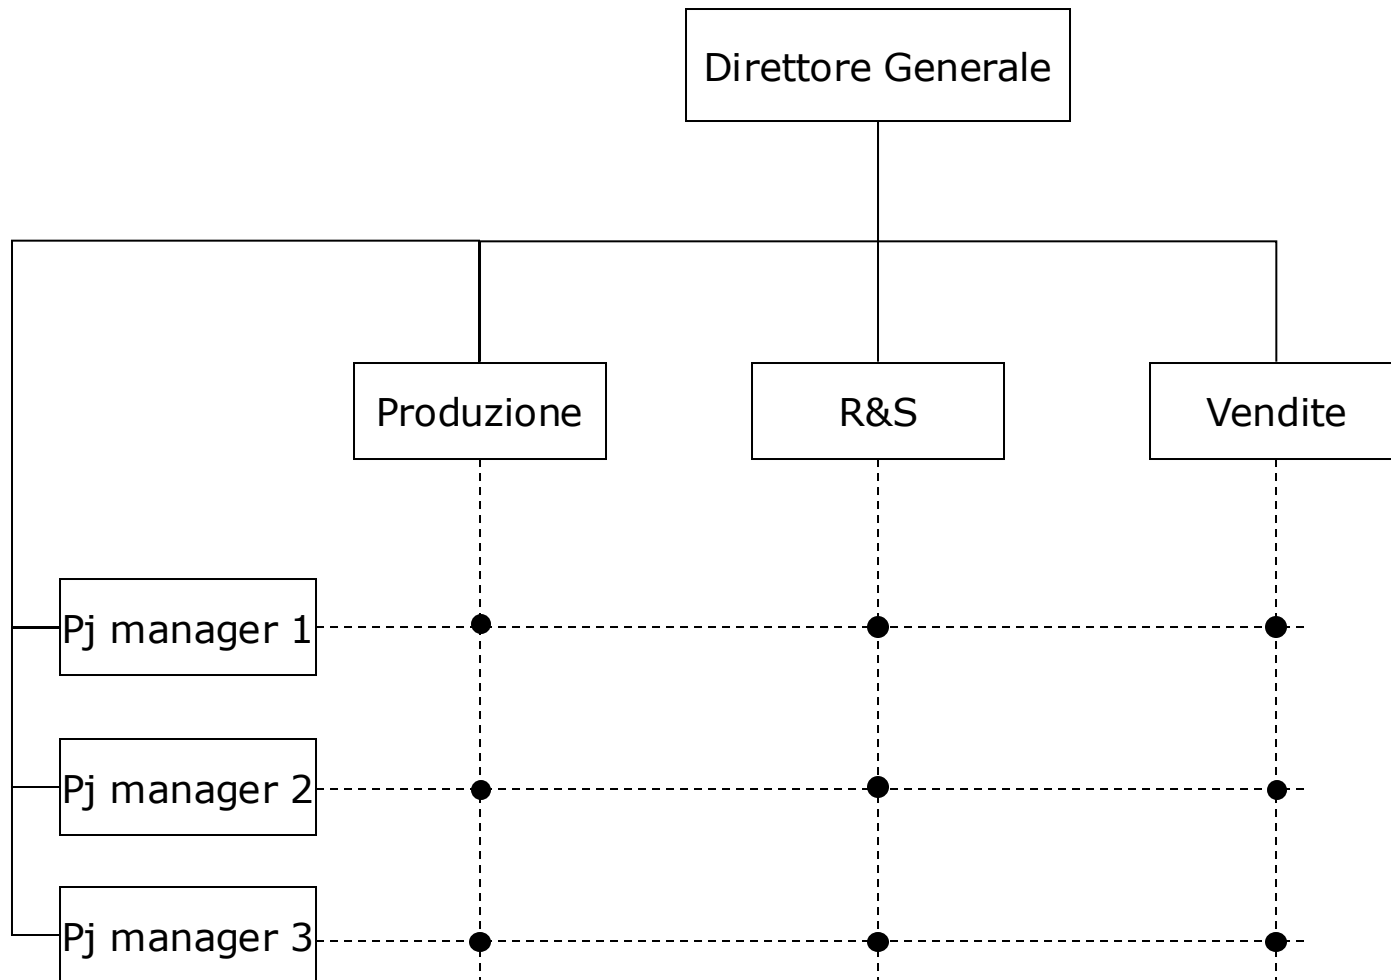 Direttore Generale
Produzione
R&S
Vendite
Pj manager 1
Pj manager 2
Pj manager 3